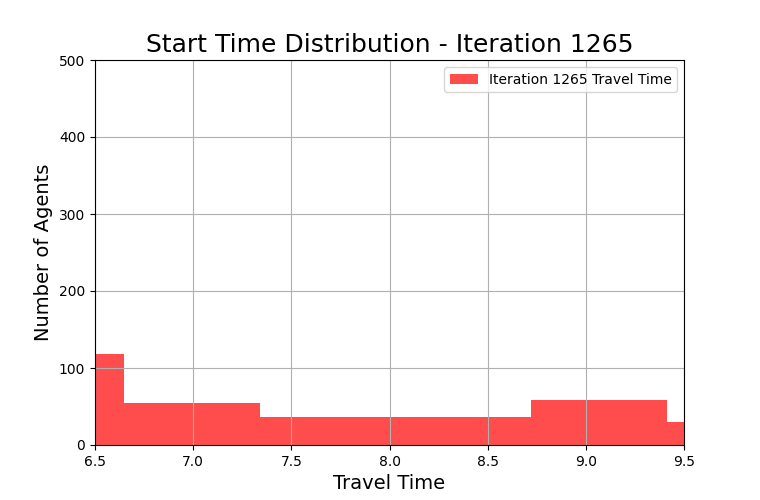 Start Time Distribution - Iteration 1265
500
400
300
200
100
0
Number of Agents
Iteration 1265 Travel Time
6.5 7.0 7.5 8.0 8.5 9.0 9.5
Travel Time